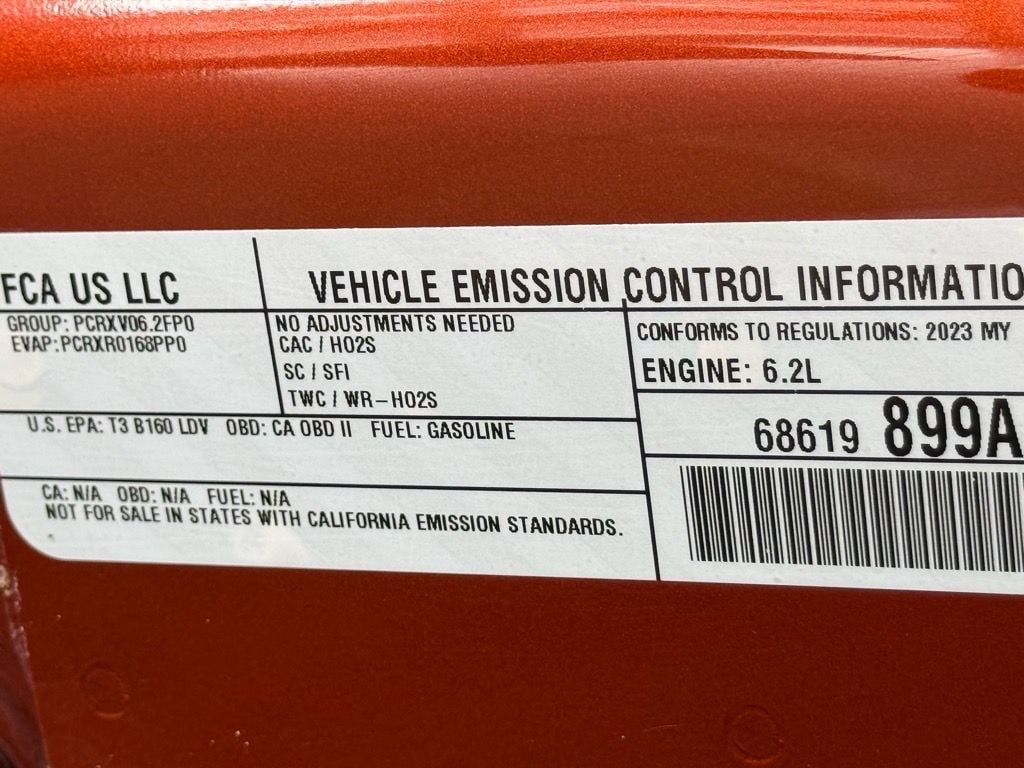 FCA US LLC
VEHICLE EMISSION CONTROL INFORMATIO
GROUP: PCRXV06.2FP0
EVAP: PCRXR0168PP0
NO ADJUSTMENTS NEEDED
CAC / HO2S
SC / SFI
TWC / WR-HO2S
CONFORMS TO REGULATIONS: 2023 MY
ENGINE: 6.2L
68619 899A
U.S. EPA: T3 B160 LDV OBD: CA OBD II FUEL: GASOLINE
CA: N/A OBD: N/A FUEL: N/A
NOT FOR SALE IN STATES WITH CALIFORNIA EMISSION STANDARDS.